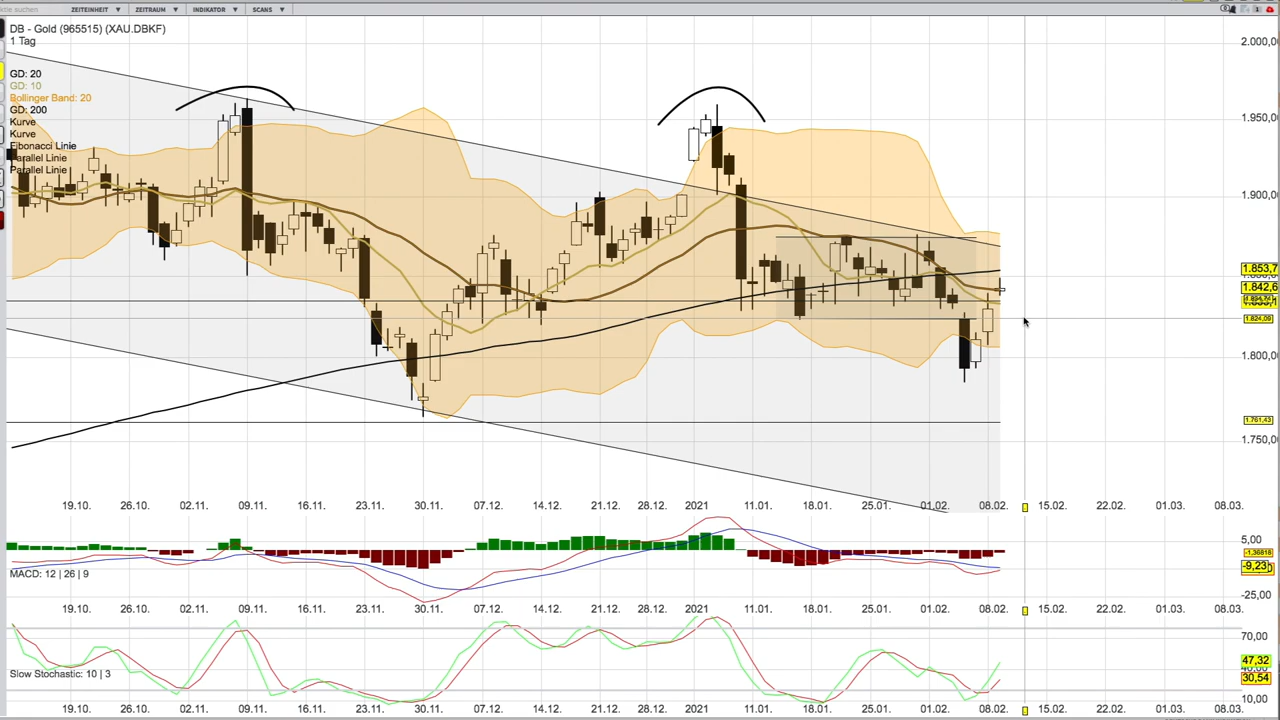 ZEITEINHEIT ▼ ZEITRAUM ▼ INDIKATOR ▼ SCANS ▼
DB - Gold (965515) (XAU.DBKF)
1 Tag
GD: 20
GD: 10
Bollinger Band: 20
GD: 200
Kurve
Kurve
Fibonacci Linie
Parallel Linie
Parallel Linie
2.000,0
1.950,0
1.900,0
1.853,7
1.842,6
1.824,09
1.800,0
1.761,43
1.750,0
19.10. 26.10. 02.11. 09.11. 16.11. 23.11. 30.11. 07.12. 14.12. 21.12. 28.12. 2021 11.01. 18.01. 25.01. 01.02. 08.02. 15.02. 22.02. 01.03. 08.03.
5,00
-1,36818
-9,23
MACD: 12 | 26 | 9
-25,00
19.10. 26.10. 02.11. 09.11. 16.11. 23.11. 30.11. 07.12. 14.12. 21.12. 28.12. 2021 11.01. 18.01. 25.01. 01.02. 08.02. 15.02. 22.02. 01.03. 08.03.
70,00
47,32
Slow Stochastic: 10 | 3
30,54
10,00
19.10. 26.10. 02.11. 09.11. 16.11. 23.11. 30.11. 07.12. 14.12. 21.12. 28.12. 2021 11.01. 18.01. 25.01. 01.02. 08.02. 15.02. 22.02. 01.03. 08.03.